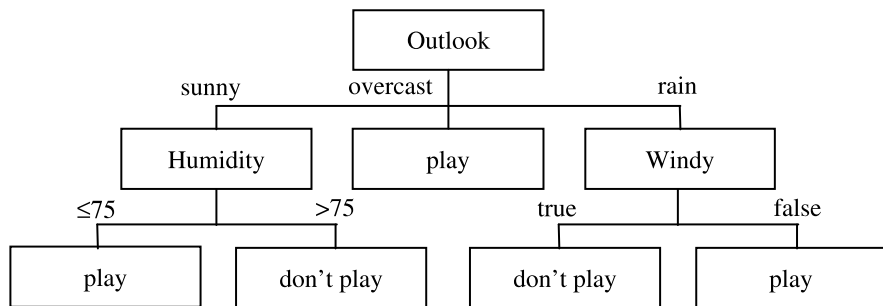 Outlook
sunny overcast rain
Humidity play Windy
≤75 >75 true false
play don't play don't play play